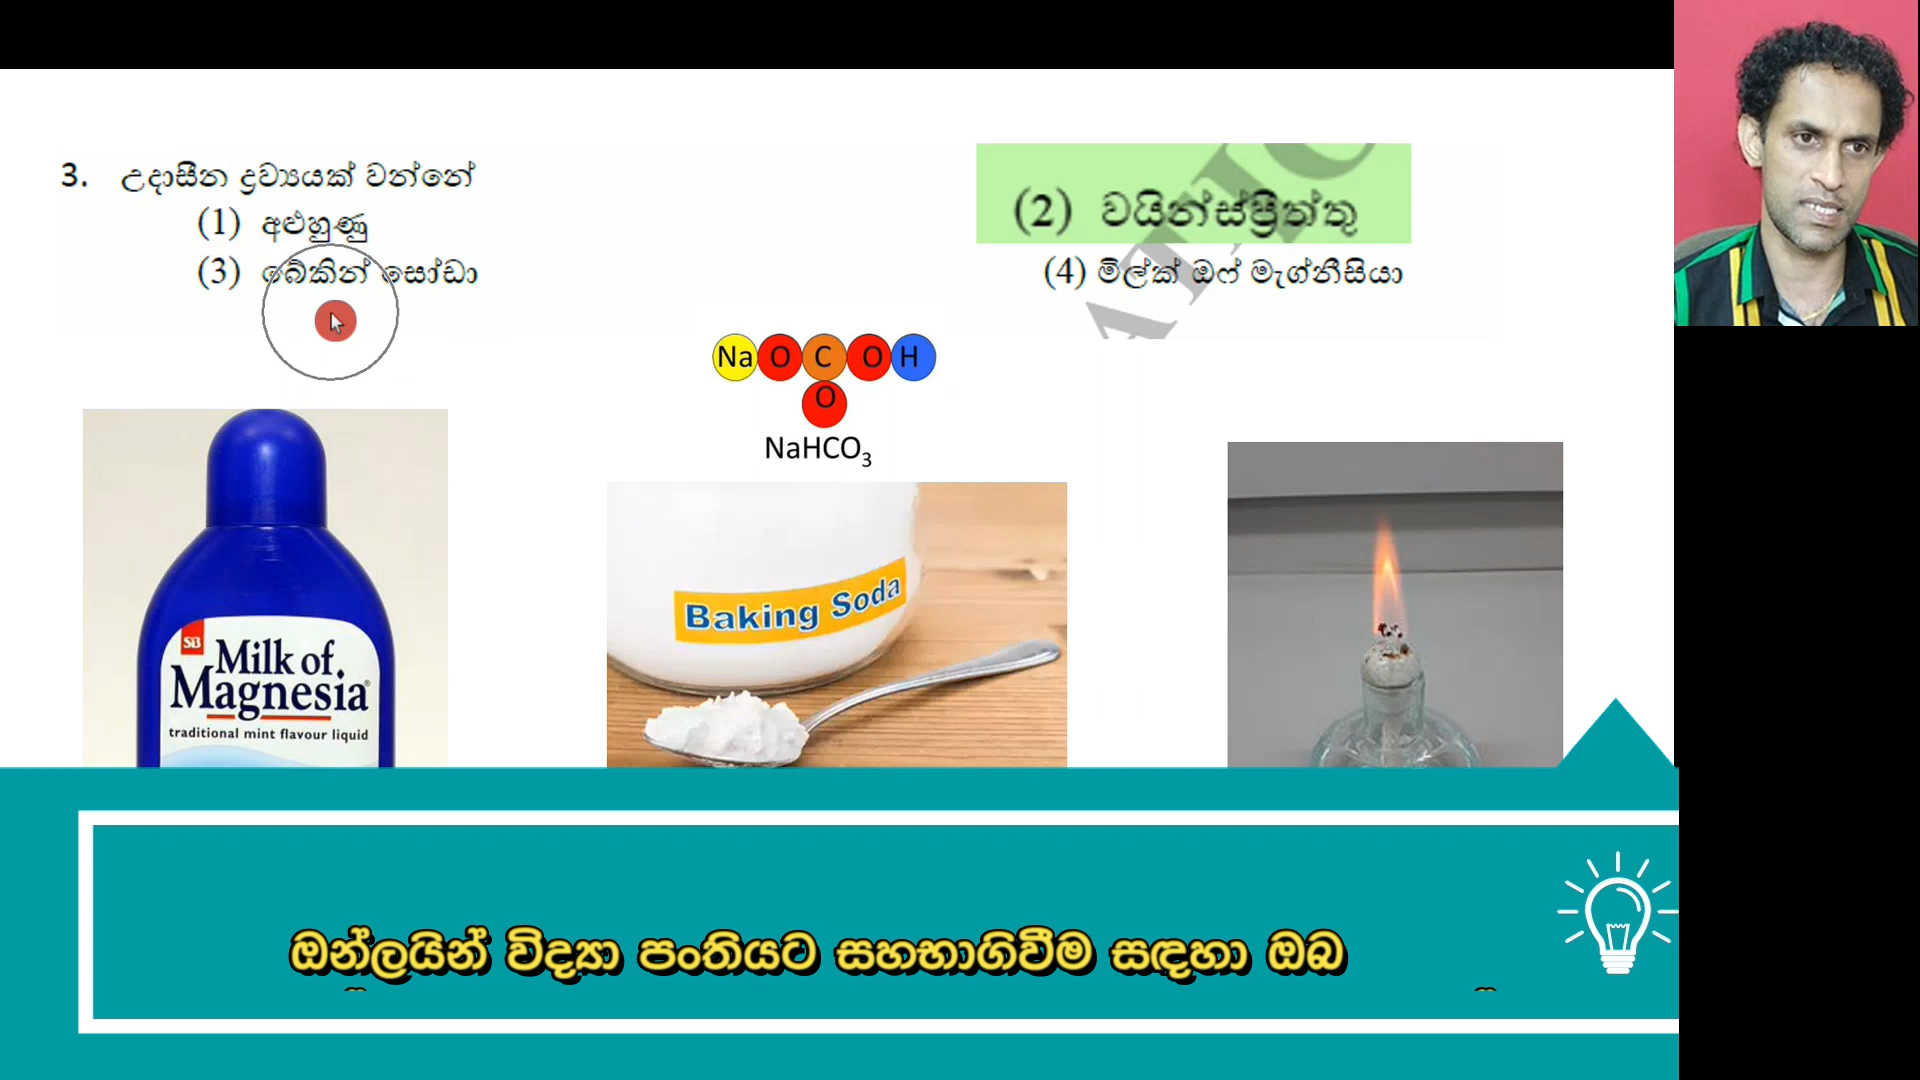 3. උදාසීන ද්‍රව්‍යයක් වන්නේ
(1) අළුහුණු
(2) වයින්ස්ප්‍රීත්තු
(3) බේකින් සෝඩා
(4) මිල්ක් ඔෆ් මැග්නීසියා
Na O C O H
O
NaHCO3
SB
Milk of
Magnesia®
traditional mint flavour liquid
Baking Soda
ඔන්ලයින් විද්‍යා පංතියට සහභාගිවීම සඳහා ඔබ